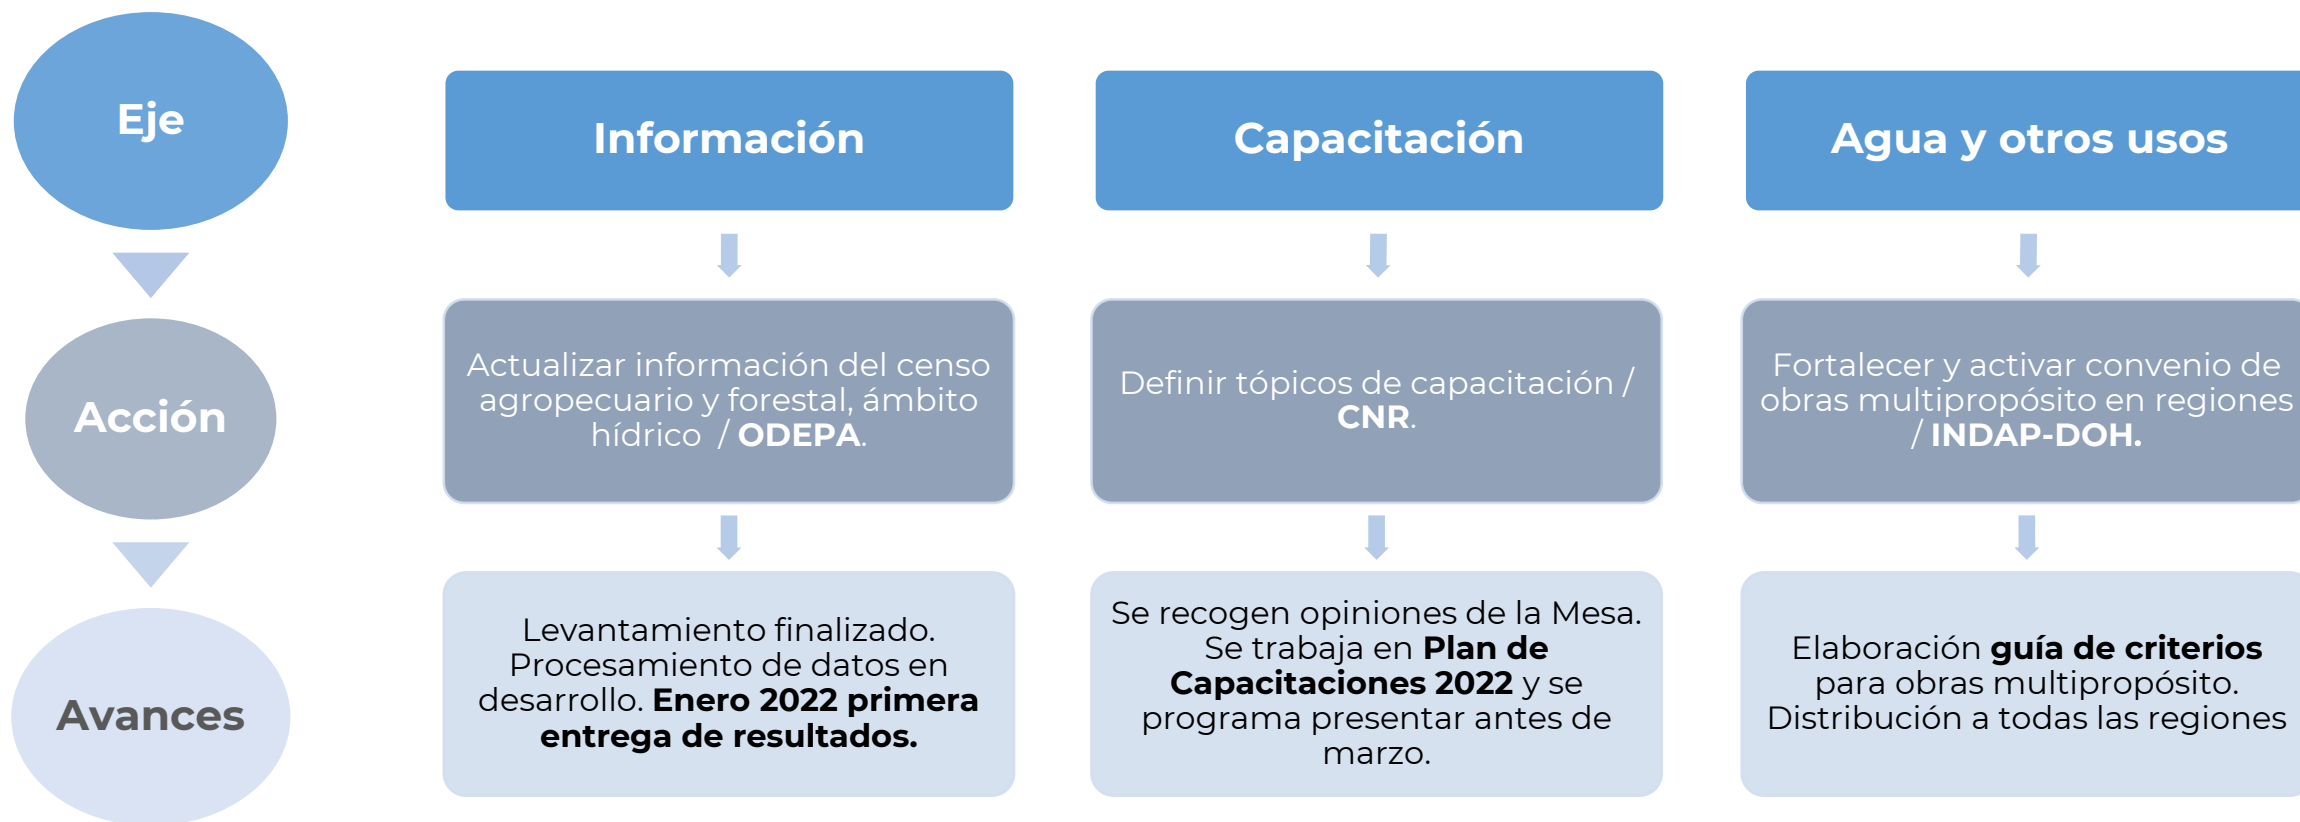 Eje
Información
Capacitación
Agua y otros usos
Acción
Actualizar información del censo
agropecuario y forestal, ámbito
hídrico / ODEPA.
Definir tópicos de capacitación /
CNR.
Fortalecer y activar convenio de
obras multipropósito en regiones
/ INDAP-DOH.
Avances
Levantamiento finalizado.
Procesamiento de datos en
desarrollo. Enero 2022 primera
entrega de resultados.
Se recogen opiniones de la Mesa.
Se trabaja en Plan de
Capacitaciones 2022 y se
programa presentar antes de
marzo.
Elaboración guía de criterios
para obras multipropósito.
Distribución a todas las regiones